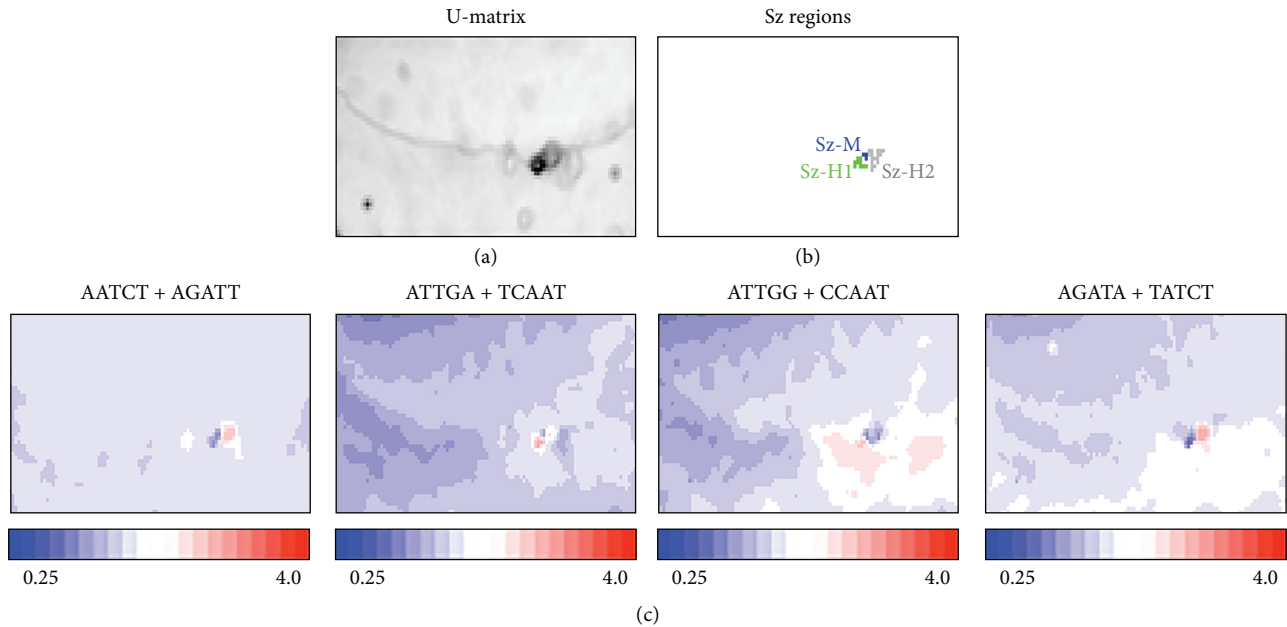 U-matrix
Sz regions
Sz-M
Sz-H1
Sz-H2
(a)
(b)
AATCT + AGATT
ATTGA + TCAAT
ATTGG + CCAAT
AGATA + TATCT
0.25
4.0
0.25
4.0
0.25
4.0
0.25
4.0
(c)